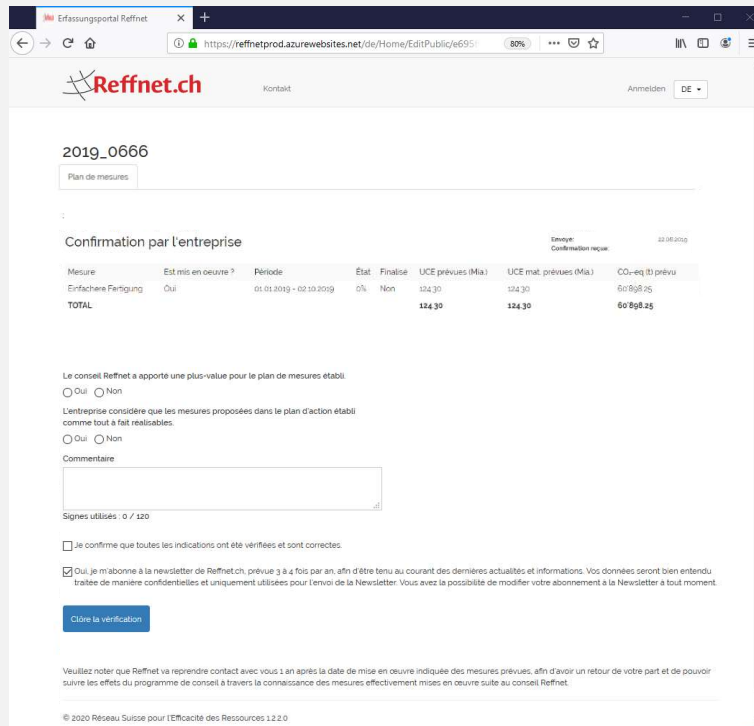 Erfassungsportal Reffnet
https://reffnetprod.azurewebsites.net/de/Home/EditPublic/e695
80%
Reffnet.ch
Kontakt
Anmelden
DE
2019_0666
Plan de mesures
Confirmation par l'entreprise
Envoye: 22.08.2019
Confirmation reçue:
Mesure Est mis en oeuvre ? Période État Finalisé UCE prévues (Mia.) UCE mat. prévues (Mia.) CO₂-eq (t) prévu
Einfachere Fertigung Oui 01.01.2019 - 02.10.2019 0% Non 124.30 124.30 60'898.25
TOTAL 124.30 124.30 60'898.25
Le conseil Reffnet a apporté une plus-value pour le plan de mesures établi.
Oui Non
L'entreprise considère que les mesures proposées dans le plan d'action établi
comme tout à fait réalisables.
Oui Non
Commentaire
Signes utilisés : 0 / 120
Je confirme que toutes les indications ont été vérifiées et sont correctes.
Oui, je m'abonne à la newsletter de Reffnet.ch, prévue 3 à 4 fois par an, afin d'être tenu au courant des dernières actualités et informations. Vos données seront bien entendu
traitée de manière confidentielles et uniquement utilisées pour l'envoi de la Newsletter. Vous avez la possibilité de modifier votre abonnement à la Newsletter à tout moment.
Clôre la vérification
Veuillez noter que Reffnet va reprendre contact avec vous 1 an après la date de mise en œuvre indiquée des mesures prévues, afin d'avoir un retour de votre part et de pouvoir
suivre les effets du programme de conseil à travers la connaissance des mesures effectivement mises en œuvre suite au conseil Reffnet.
© 2020 Réseau Suisse pour l'Efficacité des Ressources 1.2.2.0